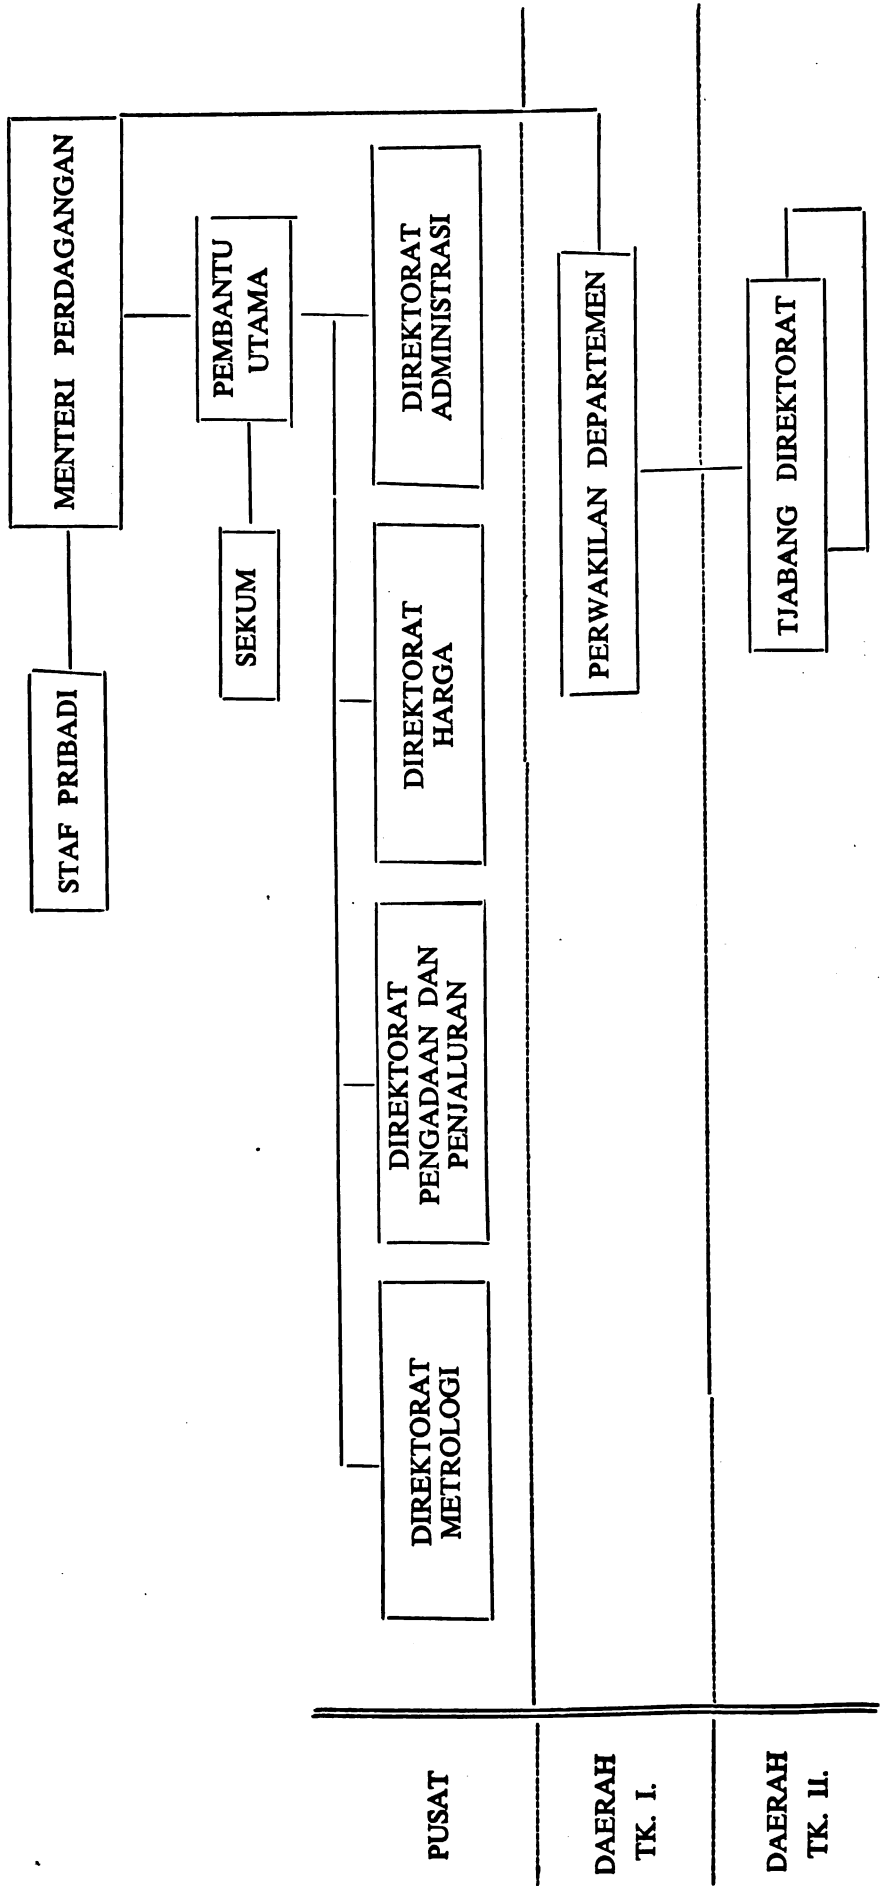 MENTERI PERDAGANGAN
STAF PRIBADI
PEMBANTU
UTAMA
SEKUM
DIREKTORAT
METROLOGI
DIREKTORAT
PENGADAAN DAN
PENJALURAN
DIREKTORAT
HARGA
DIREKTORAT
ADMINISTRASI
PUSAT
PERWAKILAN DEPARTEMEN
DAERAH
TK. I.
TJABANG DIREKTORAT
DAERAH
TK. II.